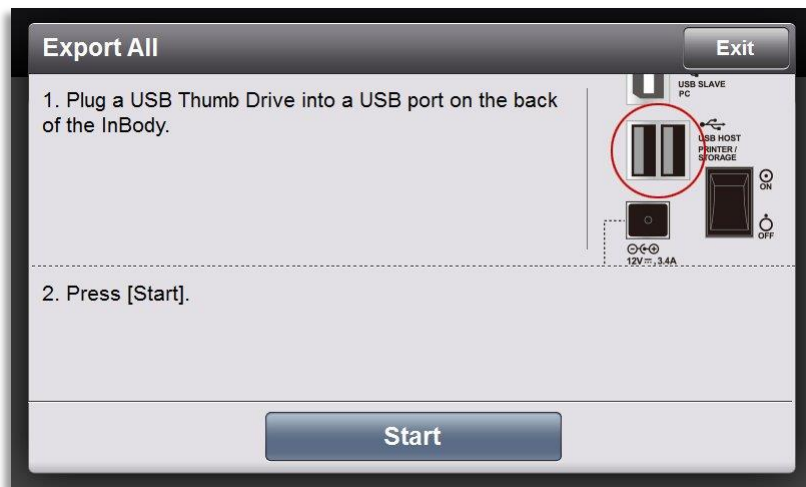 Export All
Exit
1. Plug a USB Thumb Drive into a USB port on the back
of the InBody.
USB SLAVE
PC
USB HOST
PRINTER /
STORAGE
ON
OFF
12V⎓, 3.4A
2. Press [Start].
Start